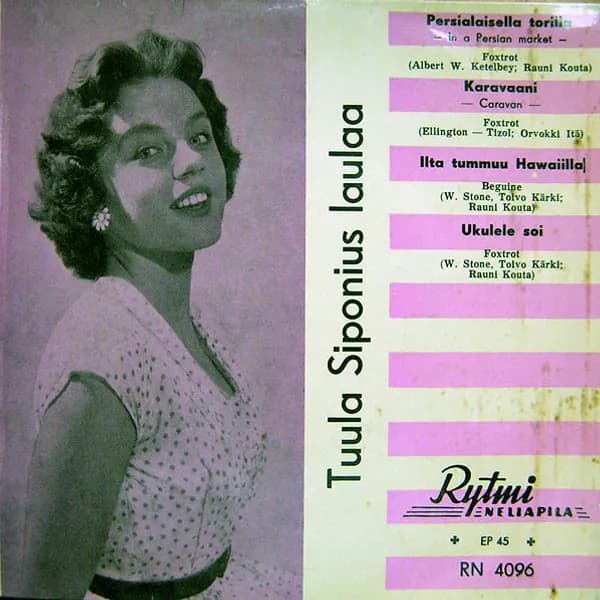 Tuula Siponius laulaa
Persialaisella torilla
— in a Persian market —
Foxtrot
(Albert W. Ketelbey; Rauni Kouta)
Karavaani
— Caravan —
Foxtrot
(Ellington — Tizol; Orvokki Itä)
Ilta tummuu Hawaiilla
Beguine
(W. Stone, Toivo Kärki;
Rauni Kouta)
Ukulele soi
Foxtrot
(W. Stone, Toivo Kärki;
Rauni Kouta)
Rytmi
NELIAPILA
+ EP 45 +
RN 4096